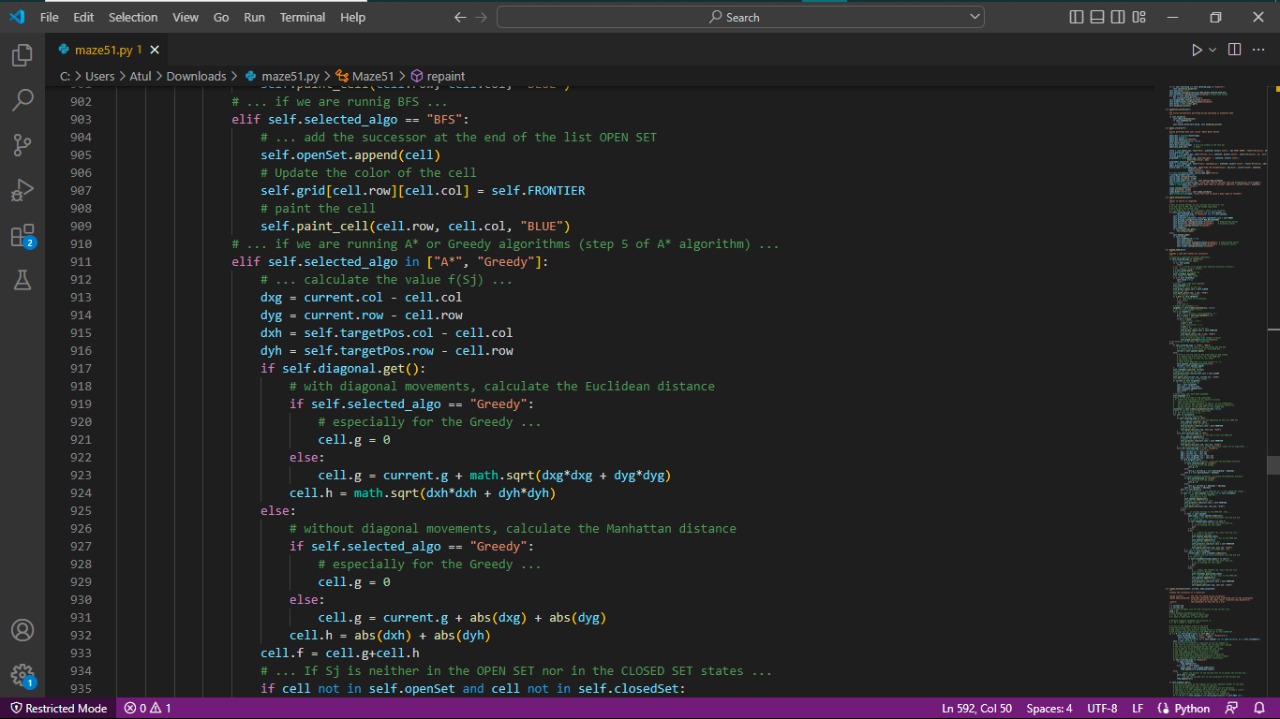 File Edit Selection View Go Run Terminal Help Search
maze51.py 1
C: > Users > Atul > Downloads > maze51.py > Maze51 > repaint
902 # ... if we are runnig BFS ...
903 elif self.selected_algo == "BFS":
904 # ... add the successor at the end of the list OPEN SET
905 self.openSet.append(cell)
906 # Update the color of the cell
907 self.grid[cell.row][cell.col] = self.FRONTIER
908 # paint the cell
909 self.paint_cell(cell.row, cell.col, "BLUE")
910 # ... if we are running A* or Greedy algorithms (step 5 of A* algorithm) ...
911 elif self.selected_algo in ["A*", "Greedy"]:
912 # ... calculate the value f(Sj) ...
913 dxg = current.col - cell.col
914 dyg = current.row - cell.row
915 dxh = self.targetPos.col - cell.col
916 dyh = self.targetPos.row - cell.row
917 if self.diagonal.get():
918 # with diagonal movements, calculate the Euclidean distance
919 if self.selected_algo == "Greedy":
920 # especially for the Greedy ...
921 cell.g = 0
922 else:
923 cell.g = current.g + math.sqrt(dxg*dxg + dyg*dyg)
924 cell.h = math.sqrt(dxh*dxh + dyh*dyh)
925 else:
926 # without diagonal movements, calculate the Manhattan distance
927 if self.selected_algo == "Greedy":
928 # especially for the Greedy ...
929 cell.g = 0
930 else:
931 cell.g = current.g + abs(dxg) + abs(dyg)
932 cell.h = abs(dxh) + abs(dyh)
933 cell.f = cell.g+cell.h
934 # ... If Sj is neither in the OPEN SET nor in the CLOSED SET states ...
935 if cell not in self.openSet and cell not in self.closedSet:
2
1
Restricted Mode 0 1 Ln 592, Col 50 Spaces: 4 UTF-8 LF Python